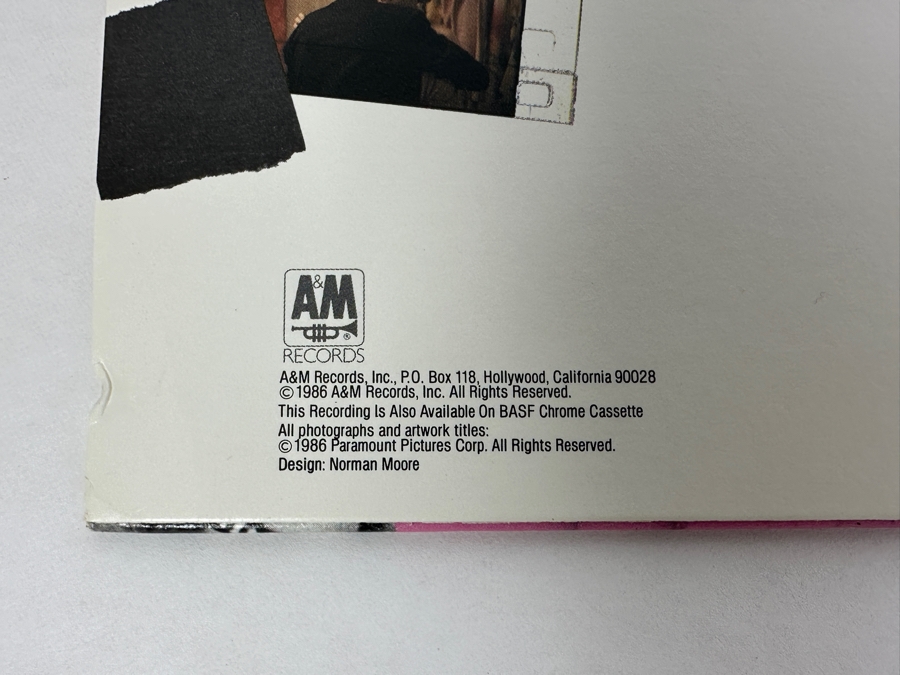 A&M
®
RECORDS
A&M Records, Inc., P.O. Box 118, Hollywood, California 90028
©1986 A&M Records, Inc. All Rights Reserved.
This Recording Is Also Available On BASF Chrome Cassette
All photographs and artwork titles:
©1986 Paramount Pictures Corp. All Rights Reserved.
Design: Norman Moore